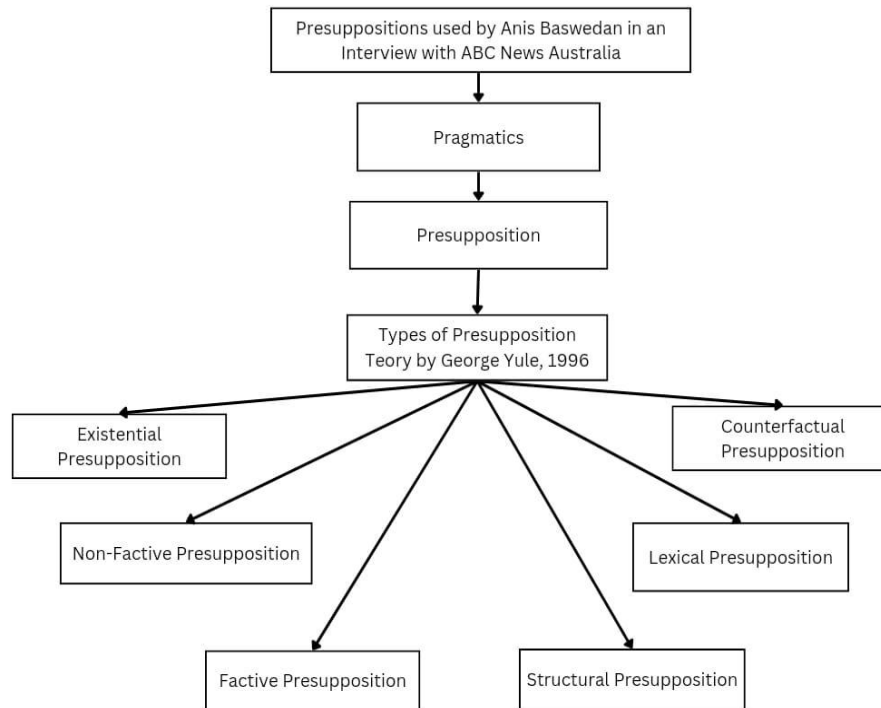 Presuppositions used by Anis Baswedan in an
Interview with ABC News Australia
Pragmatics
Presupposition
Types of Presupposition
Teory by George Yule, 1996
Existential
Presupposition
Counterfactual
Presupposition
Non-Factive Presupposition
Lexical Presupposition
Factive Presupposition
Structural Presupposition